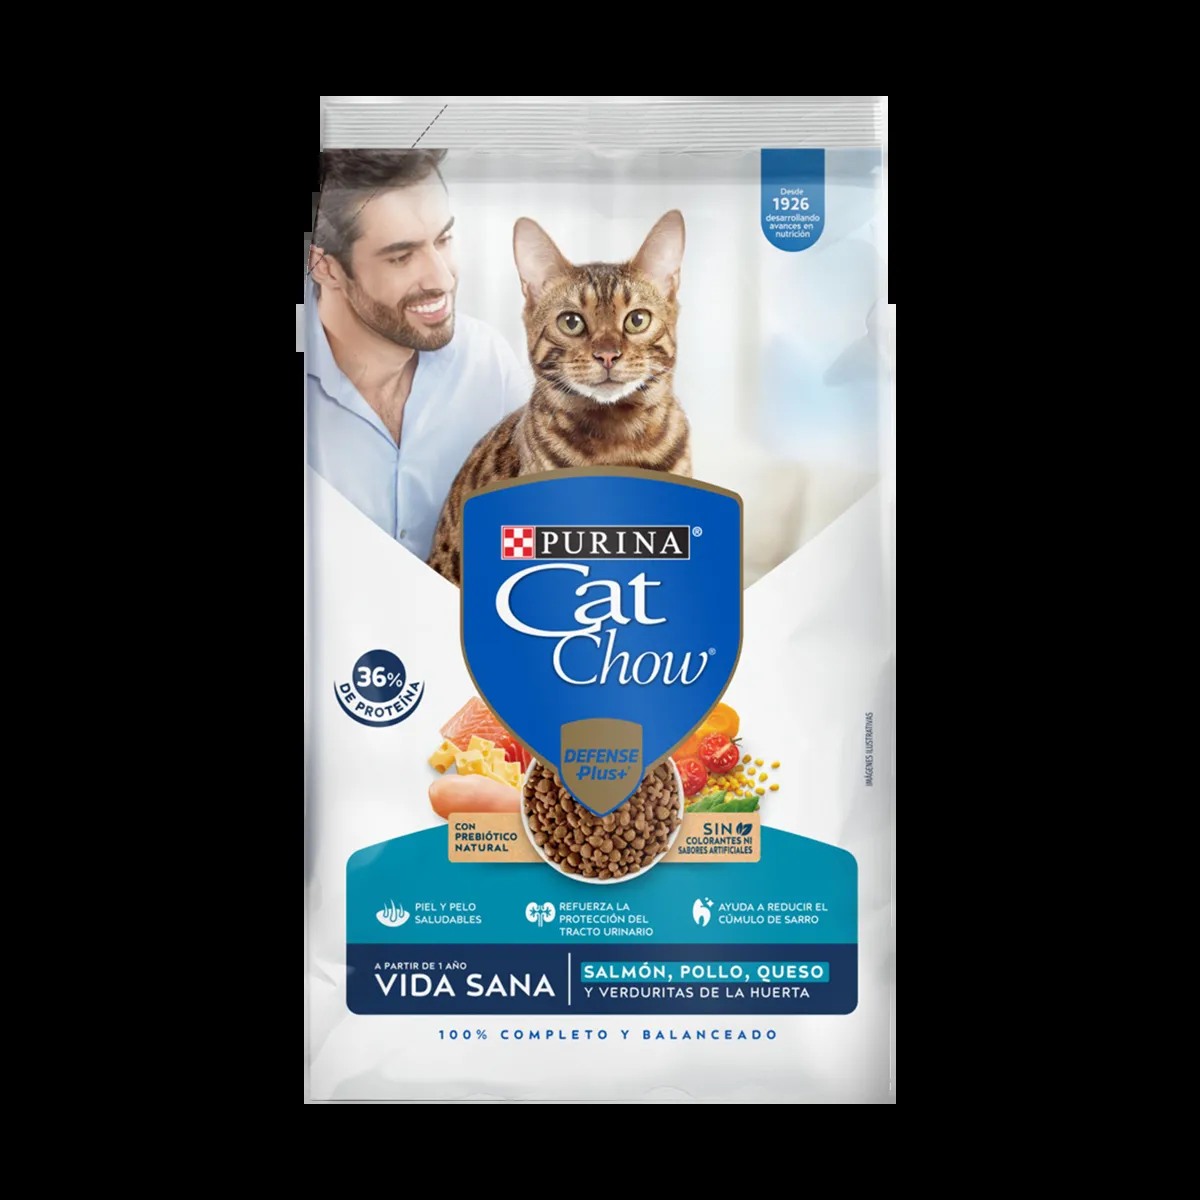 Desde
1926
desarrollando
avances en
nutrición
PURINA®
Cat
Chow®
36%
DE PROTEÍNA
DEFENSE
Plus+
CON
PREBIÓTICO
NATURAL
SIN
COLORANTES NI
SABORES ARTIFICIALES
IMÁGENES ILUSTRATIVAS
PIEL Y PELO
SALUDABLES
REFUERZA LA
PROTECCIÓN DEL
TRACTO URINARIO
AYUDA A REDUCIR EL
CÚMULO DE SARRO
A PARTIR DE 1 AÑO
VIDA SANA
SALMÓN, POLLO, QUESO
Y VERDURITAS DE LA HUERTA
100% COMPLETO Y BALANCEADO